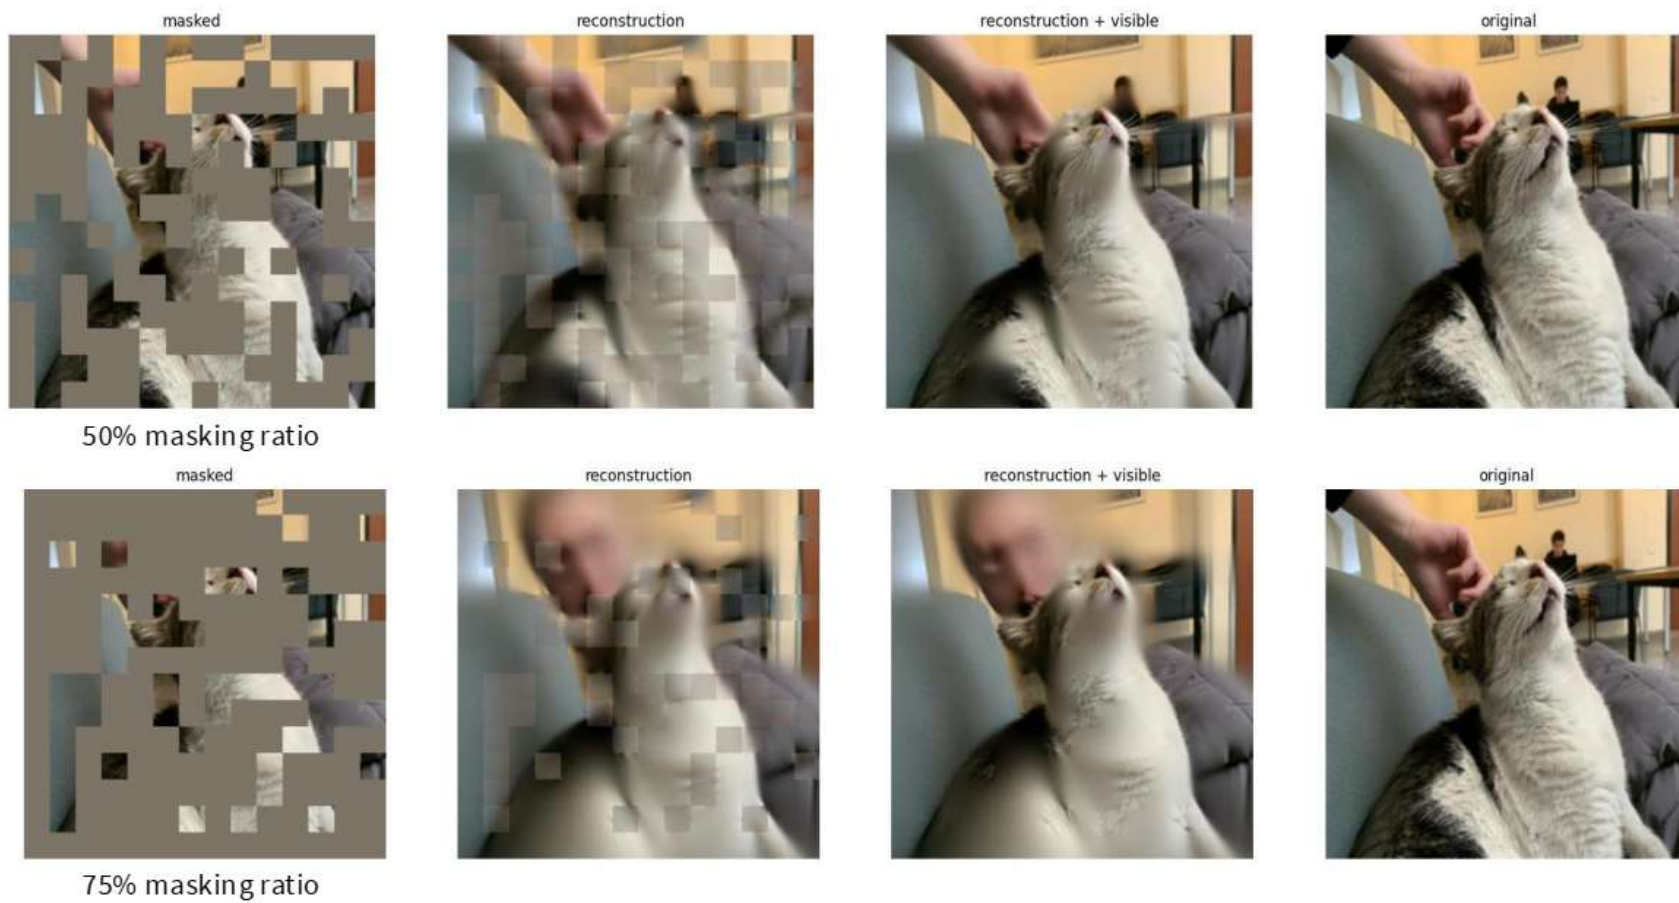 masked
reconstruction
reconstruction + visible
original
50% masking ratio
masked
reconstruction
reconstruction + visible
original
75% masking ratio